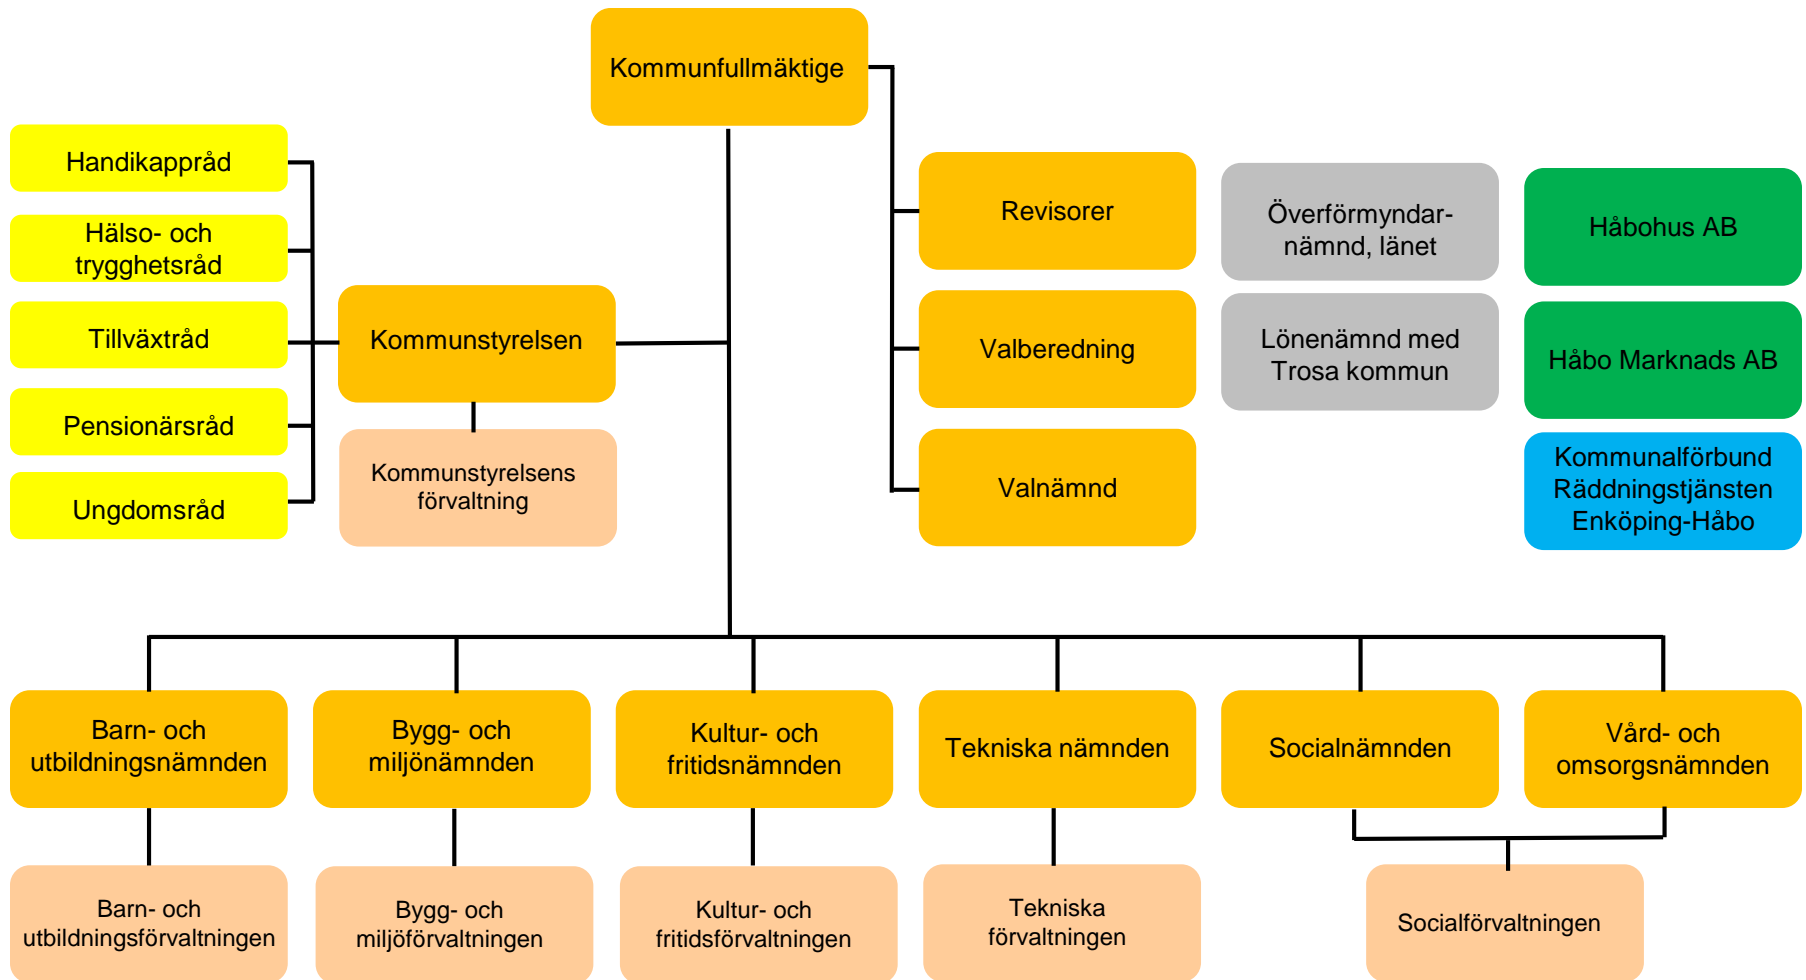 Kommunfullmäktige
Handikappråd
Hälso- och
trygghetsråd
Tillväxtråd
Pensionärsråd
Ungdomsråd
Kommunstyrelsen
Kommunstyrelsens
förvaltning
Revisorer
Valberedning
Valnämnd
Överförmyndar-
nämnd, länet
Lönenämnd med
Trosa kommun
Håbohus AB
Håbo Marknads AB
Kommunalförbund
Räddningstjänsten
Enköping-Håbo
Barn- och
utbildningsnämnden
Bygg- och
miljönämnden
Kultur- och
fritidsnämnden
Tekniska nämnden
Socialnämnden
Vård- och
omsorgsnämnden
Barn- och
utbildningsförvaltningen
Bygg- och
miljöförvaltningen
Kultur- och
fritidsförvaltningen
Tekniska
förvaltningen
Socialförvaltningen